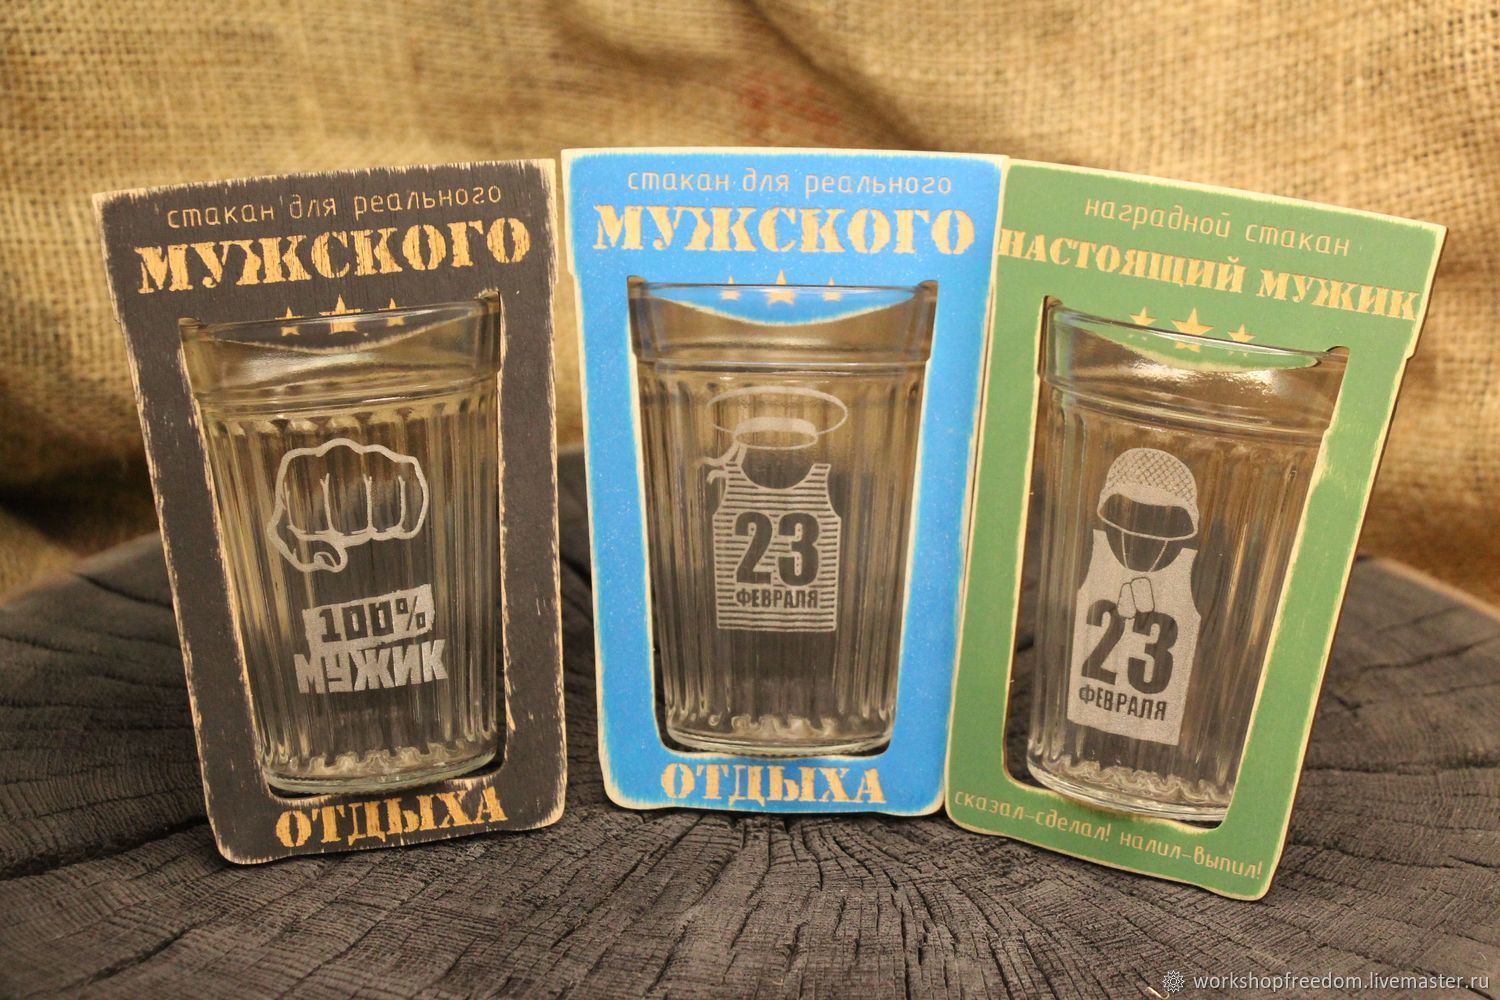 стакан для реального
МУЖСКОГО
100%
МУЖИК
ОТДЫХА
стакан для реального
МУЖСКОГО
23
ФЕВРАЛЯ
ОТДЫХА
наградной стакан
НАСТОЯЩИЙ МУЖИК
23
ФЕВРАЛЯ
сказал-сделал! налил-выпил!
workshopfreedom.livemaster.ru